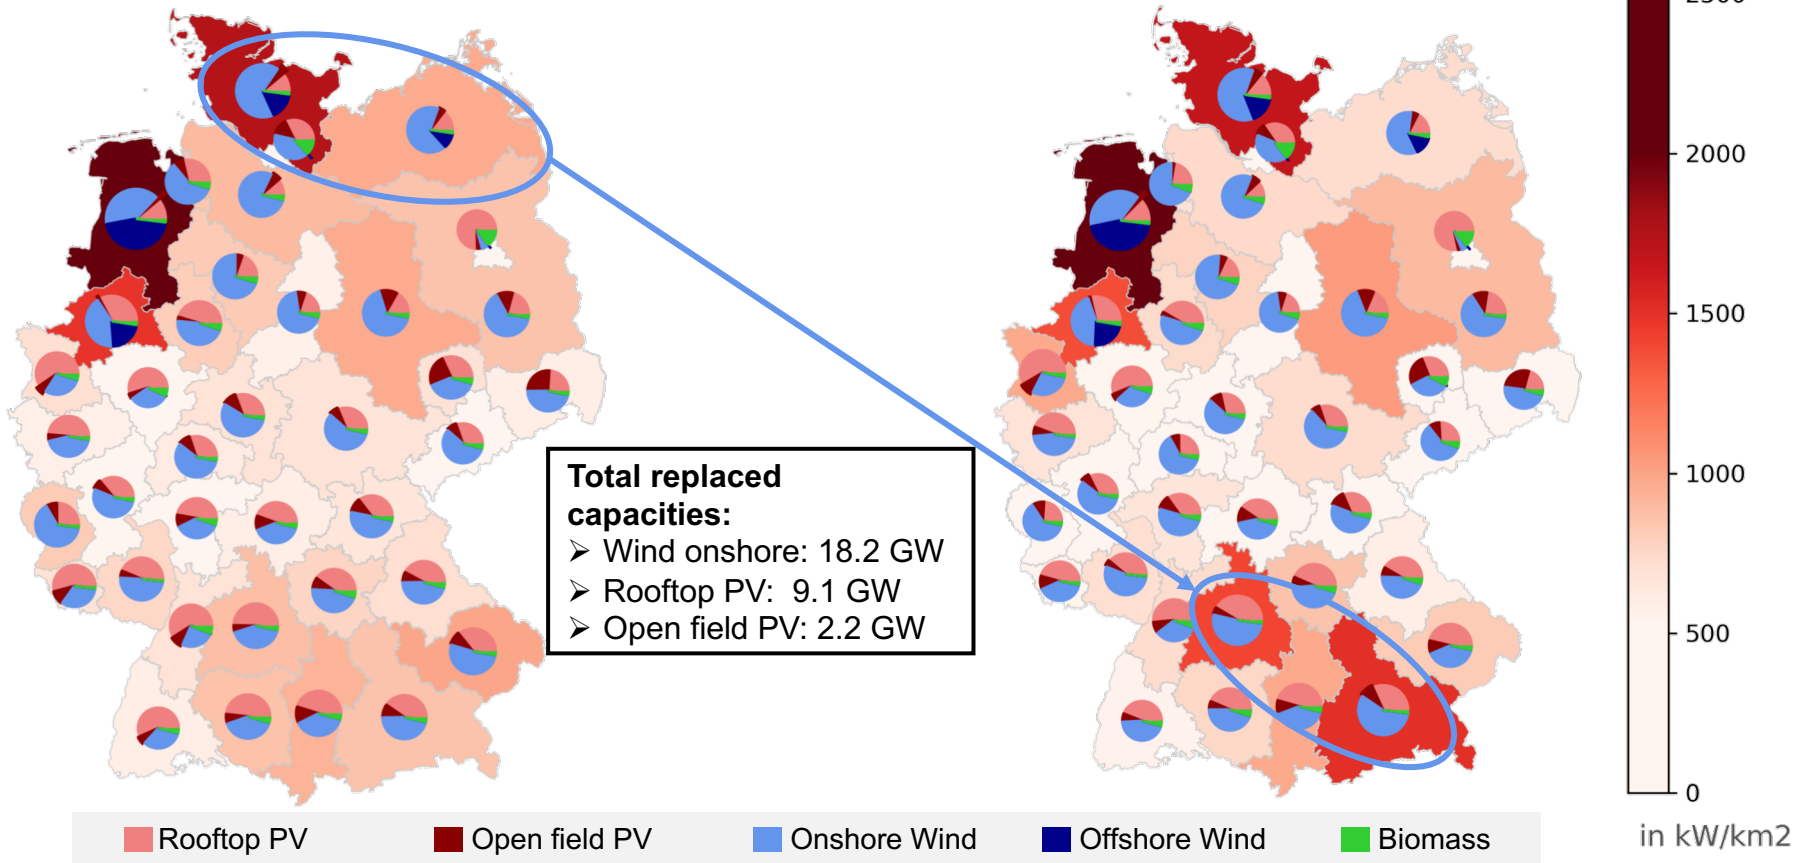 2000
1500
1000
500
0
in kW/km2
Total replaced
capacities:
➢ Wind onshore: 18.2 GW
➢ Rooftop PV: 9.1 GW
➢ Open field PV: 2.2 GW
Rooftop PV
Open field PV
Onshore Wind
Offshore Wind
Biomass